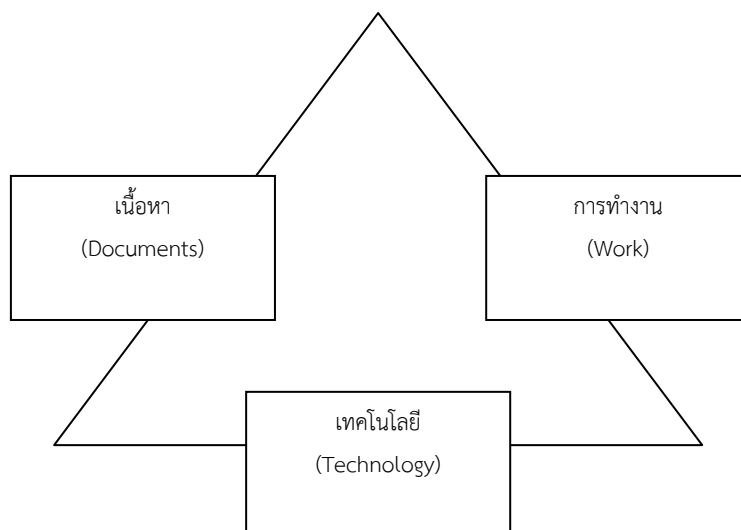 เนื้อหา
(Documents)
การทำงาน
(Work)
เทคโนโลยี
(Technology)